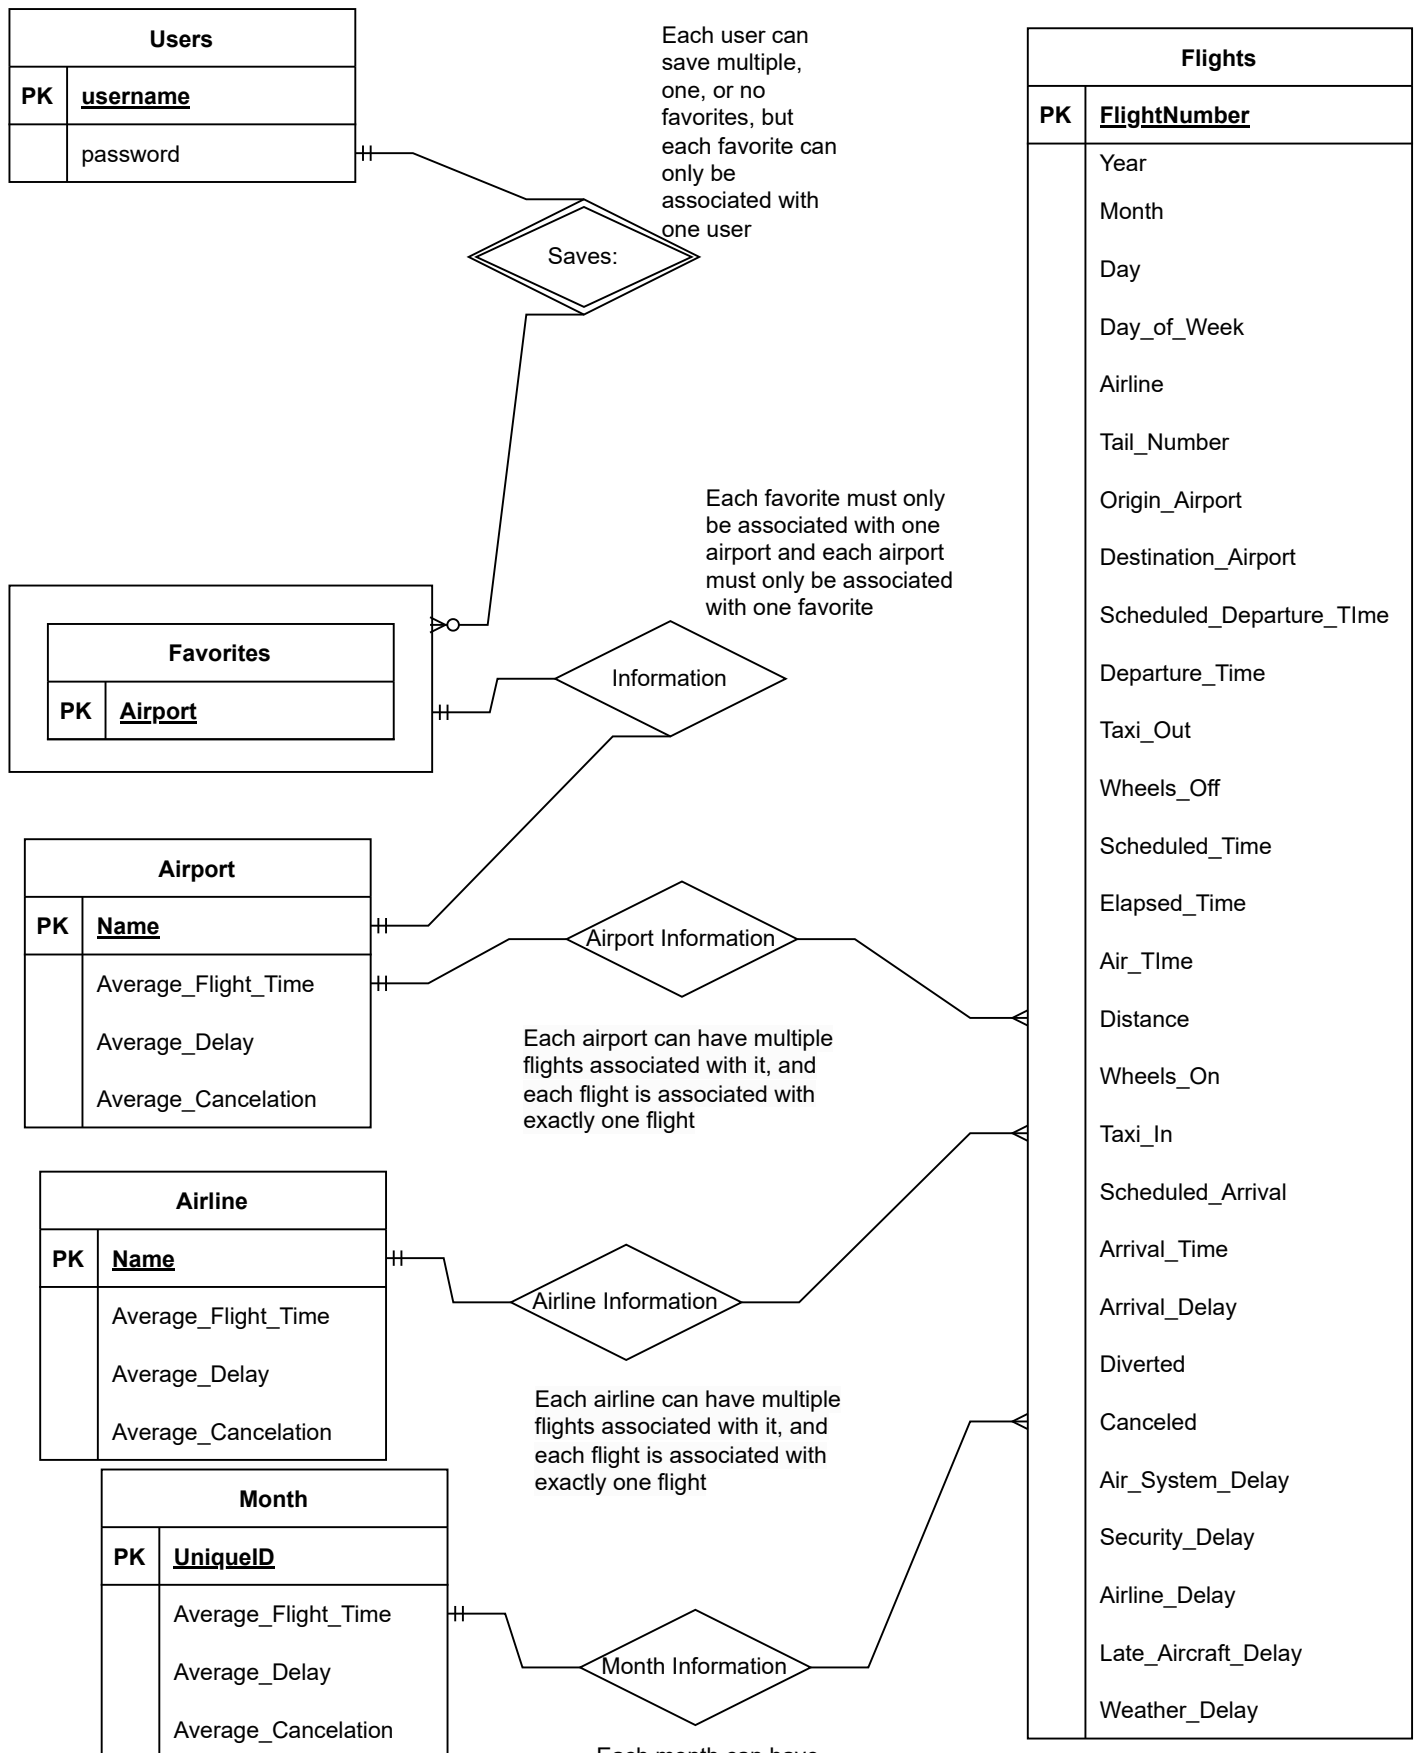 Users
PK username
password
Each user can
save multiple,
one, or no
favorites, but
each favorite can
only be
associated with
one user
Saves:
Each favorite must only
be associated with one
airport and each airport
must only be associated
with one favorite
Favorites
PK Airport
Information
Airport
PK Name
Average_Flight_Time
Average_Delay
Average_Cancelation
Airport Information
Each airport can have multiple
flights associated with it, and
each flight is associated with
exactly one flight
Airline
PK Name
Average_Flight_Time
Average_Delay
Average_Cancelation
Airline Information
Each airline can have multiple
flights associated with it, and
each flight is associated with
exactly one flight
Month
PK UniqueID
Average_Flight_Time
Average_Delay
Average_Cancelation
Month Information
Each month can have
Flights
PK FlightNumber
Year
Month
Day
Day_of_Week
Airline
Tail_Number
Origin_Airport
Destination_Airport
Scheduled_Departure_TIme
Departure_Time
Taxi_Out
Wheels_Off
Scheduled_Time
Elapsed_Time
Air_TIme
Distance
Wheels_On
Taxi_In
Scheduled_Arrival
Arrival_Time
Arrival_Delay
Diverted
Canceled
Air_System_Delay
Security_Delay
Airline_Delay
Late_Aircraft_Delay
Weather_Delay